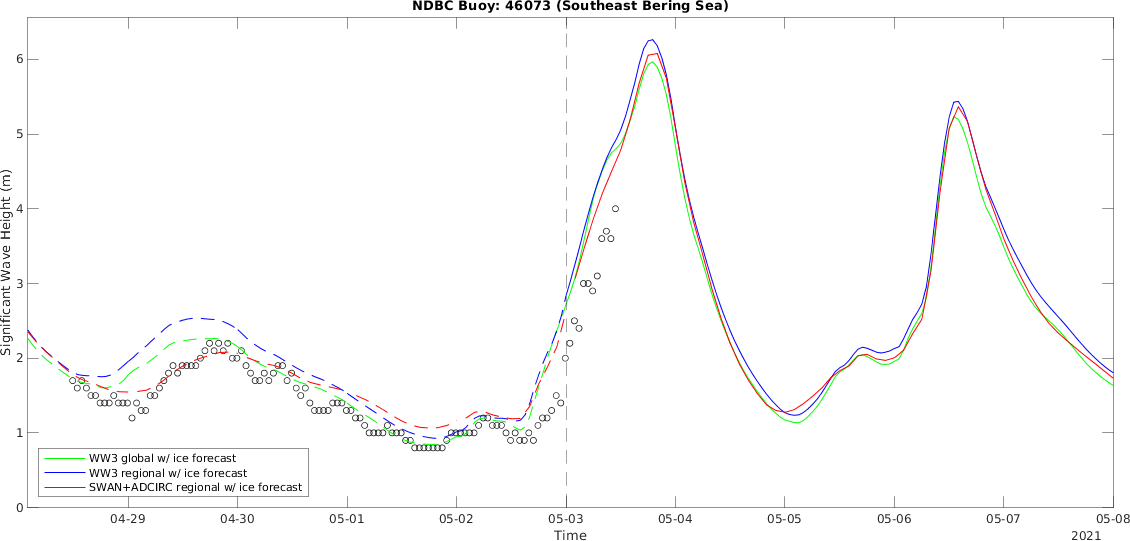 NDBC Buoy: 46073 (Southeast Bering Sea)
Significant Wave Height (m)
6
5
4
3
2
1
0
WW3 global w/ ice forecast
WW3 regional w/ ice forecast
SWAN+ADCIRC regional w/ ice forecast
04-29 04-30 05-01 05-02 05-03 05-04 05-05 05-06 05-07 05-08
Time
2021